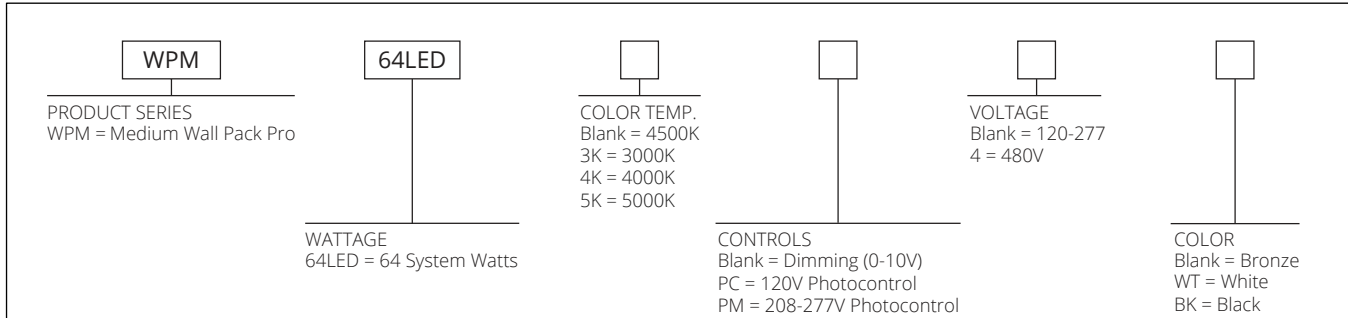 WPM
64LED
PRODUCT SERIES
WPM = Medium Wall Pack Pro
COLOR TEMP.
Blank = 4500K
3K = 3000K
4K = 4000K
5K = 5000K
VOLTAGE
Blank = 120-277
4 = 480V
WATTAGE
64LED = 64 System Watts
CONTROLS
Blank = Dimming (0-10V)
PC = 120V Photocontrol
PM = 208-277V Photocontrol
COLOR
Blank = Bronze
WT = White
BK = Black